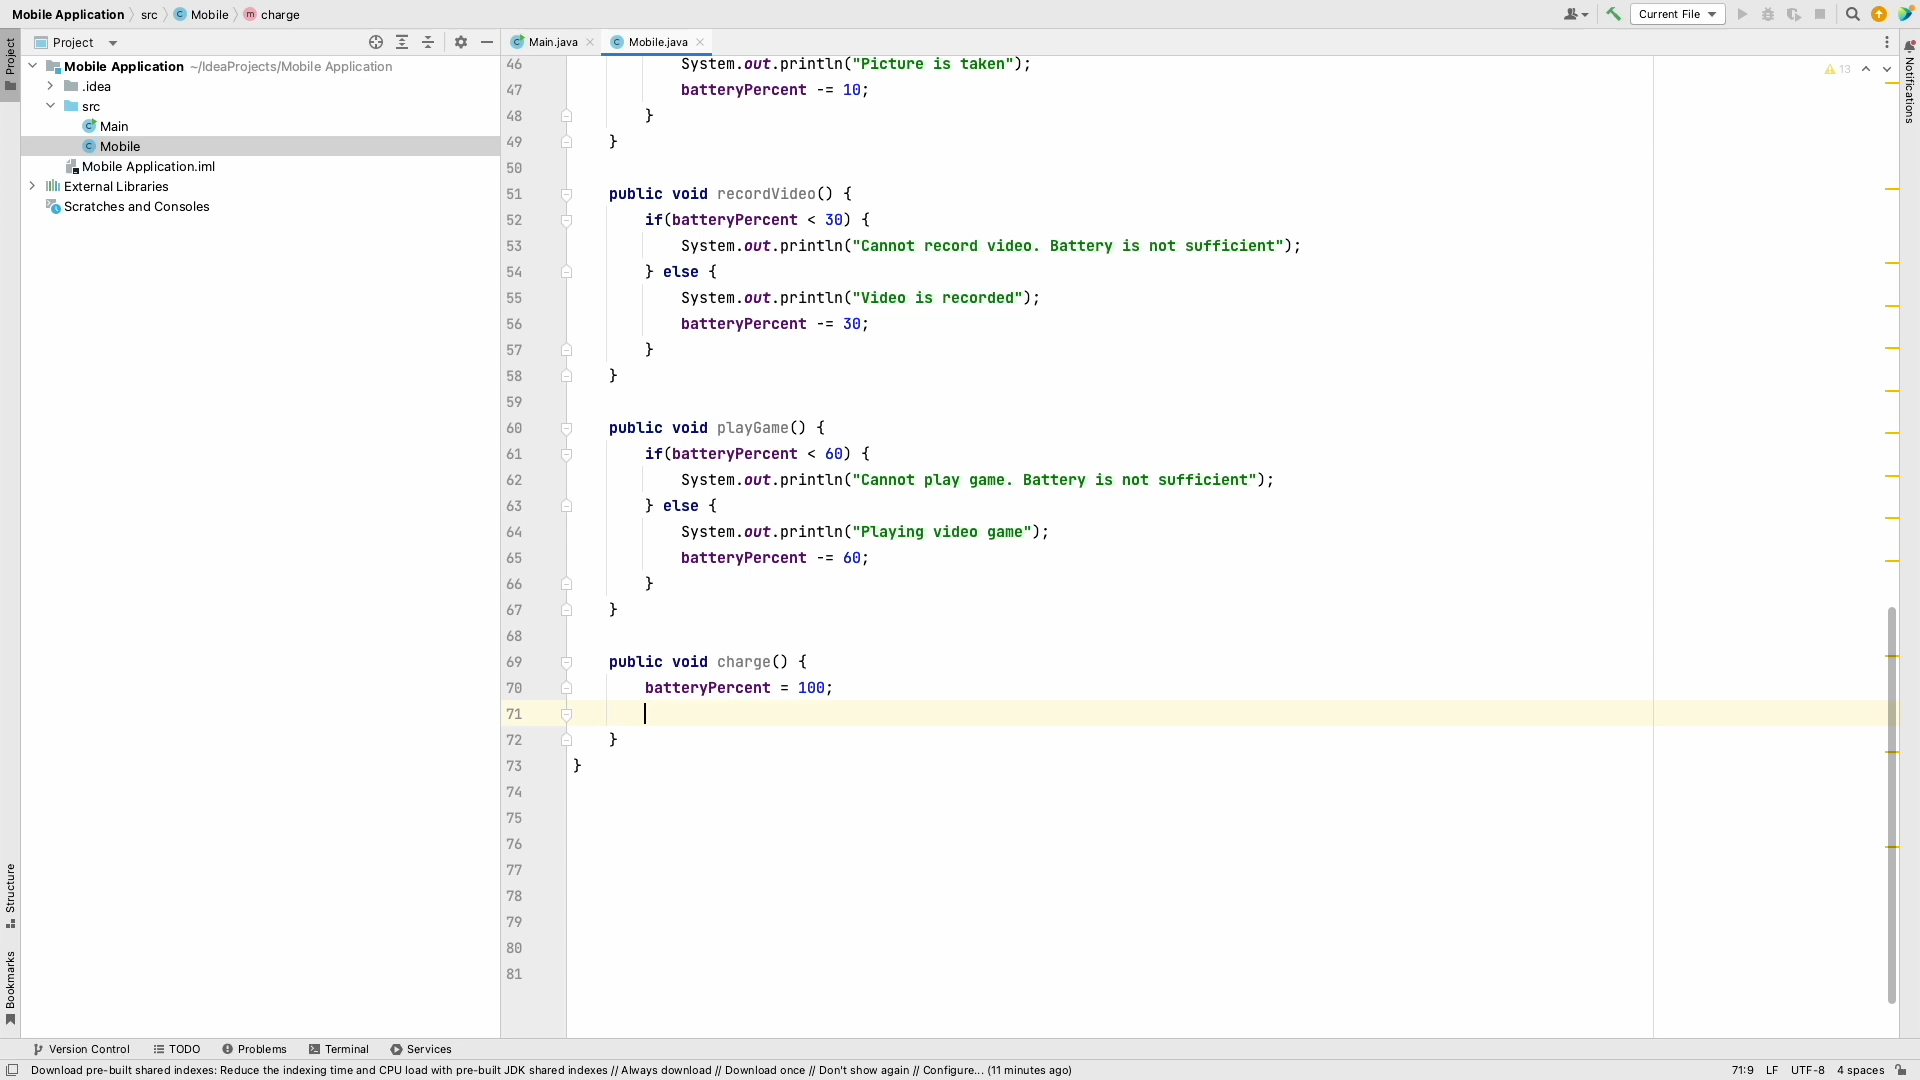 Mobile Application src Mobile charge Current File
Project
Main.java Mobile.java
Mobile Application ~/IdeaProjects/Mobile Application
.idea
src
Main
Mobile
Mobile Application.iml
External Libraries
Scratches and Consoles
Project
Structure
Bookmarks
46 System.out.println("Picture is taken");
47 batteryPercent -= 10;
48 }
49 }
50
51 public void recordVideo() {
52 if(batteryPercent < 30) {
53 System.out.println("Cannot record video. Battery is not sufficient");
54 } else {
55 System.out.println("Video is recorded");
56 batteryPercent -= 30;
57 }
58 }
59
60 public void playGame() {
61 if(batteryPercent < 60) {
62 System.out.println("Cannot play game. Battery is not sufficient");
63 } else {
64 System.out.println("Playing video game");
65 batteryPercent -= 60;
66 }
67 }
68
69 public void charge() {
70 batteryPercent = 100;
71
72 }
73 }
74
75
76
77
78
79
80
81
13
Notifications
Version Control TODO Problems Terminal Services
Download pre-built shared indexes: Reduce the indexing time and CPU load with pre-built JDK shared indexes // Always download // Download once // Don't show again // Configure... (11 minutes ago) 71:9 LF UTF-8 4 spaces